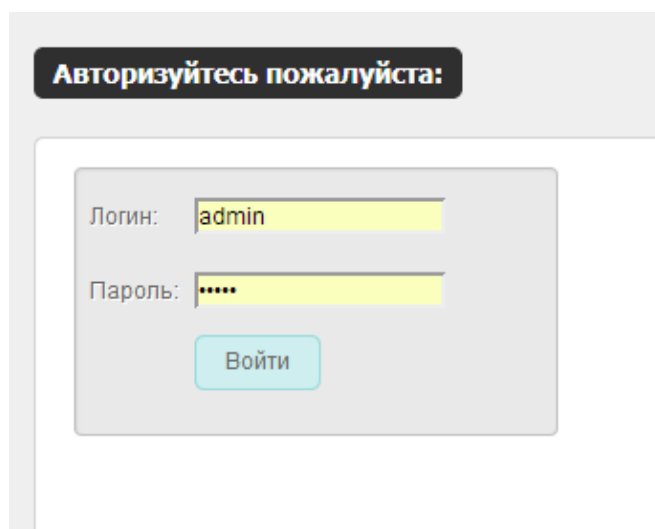 Авторизуйтесь пожалуйста:
Логин: admin
Пароль: •••••
Войти